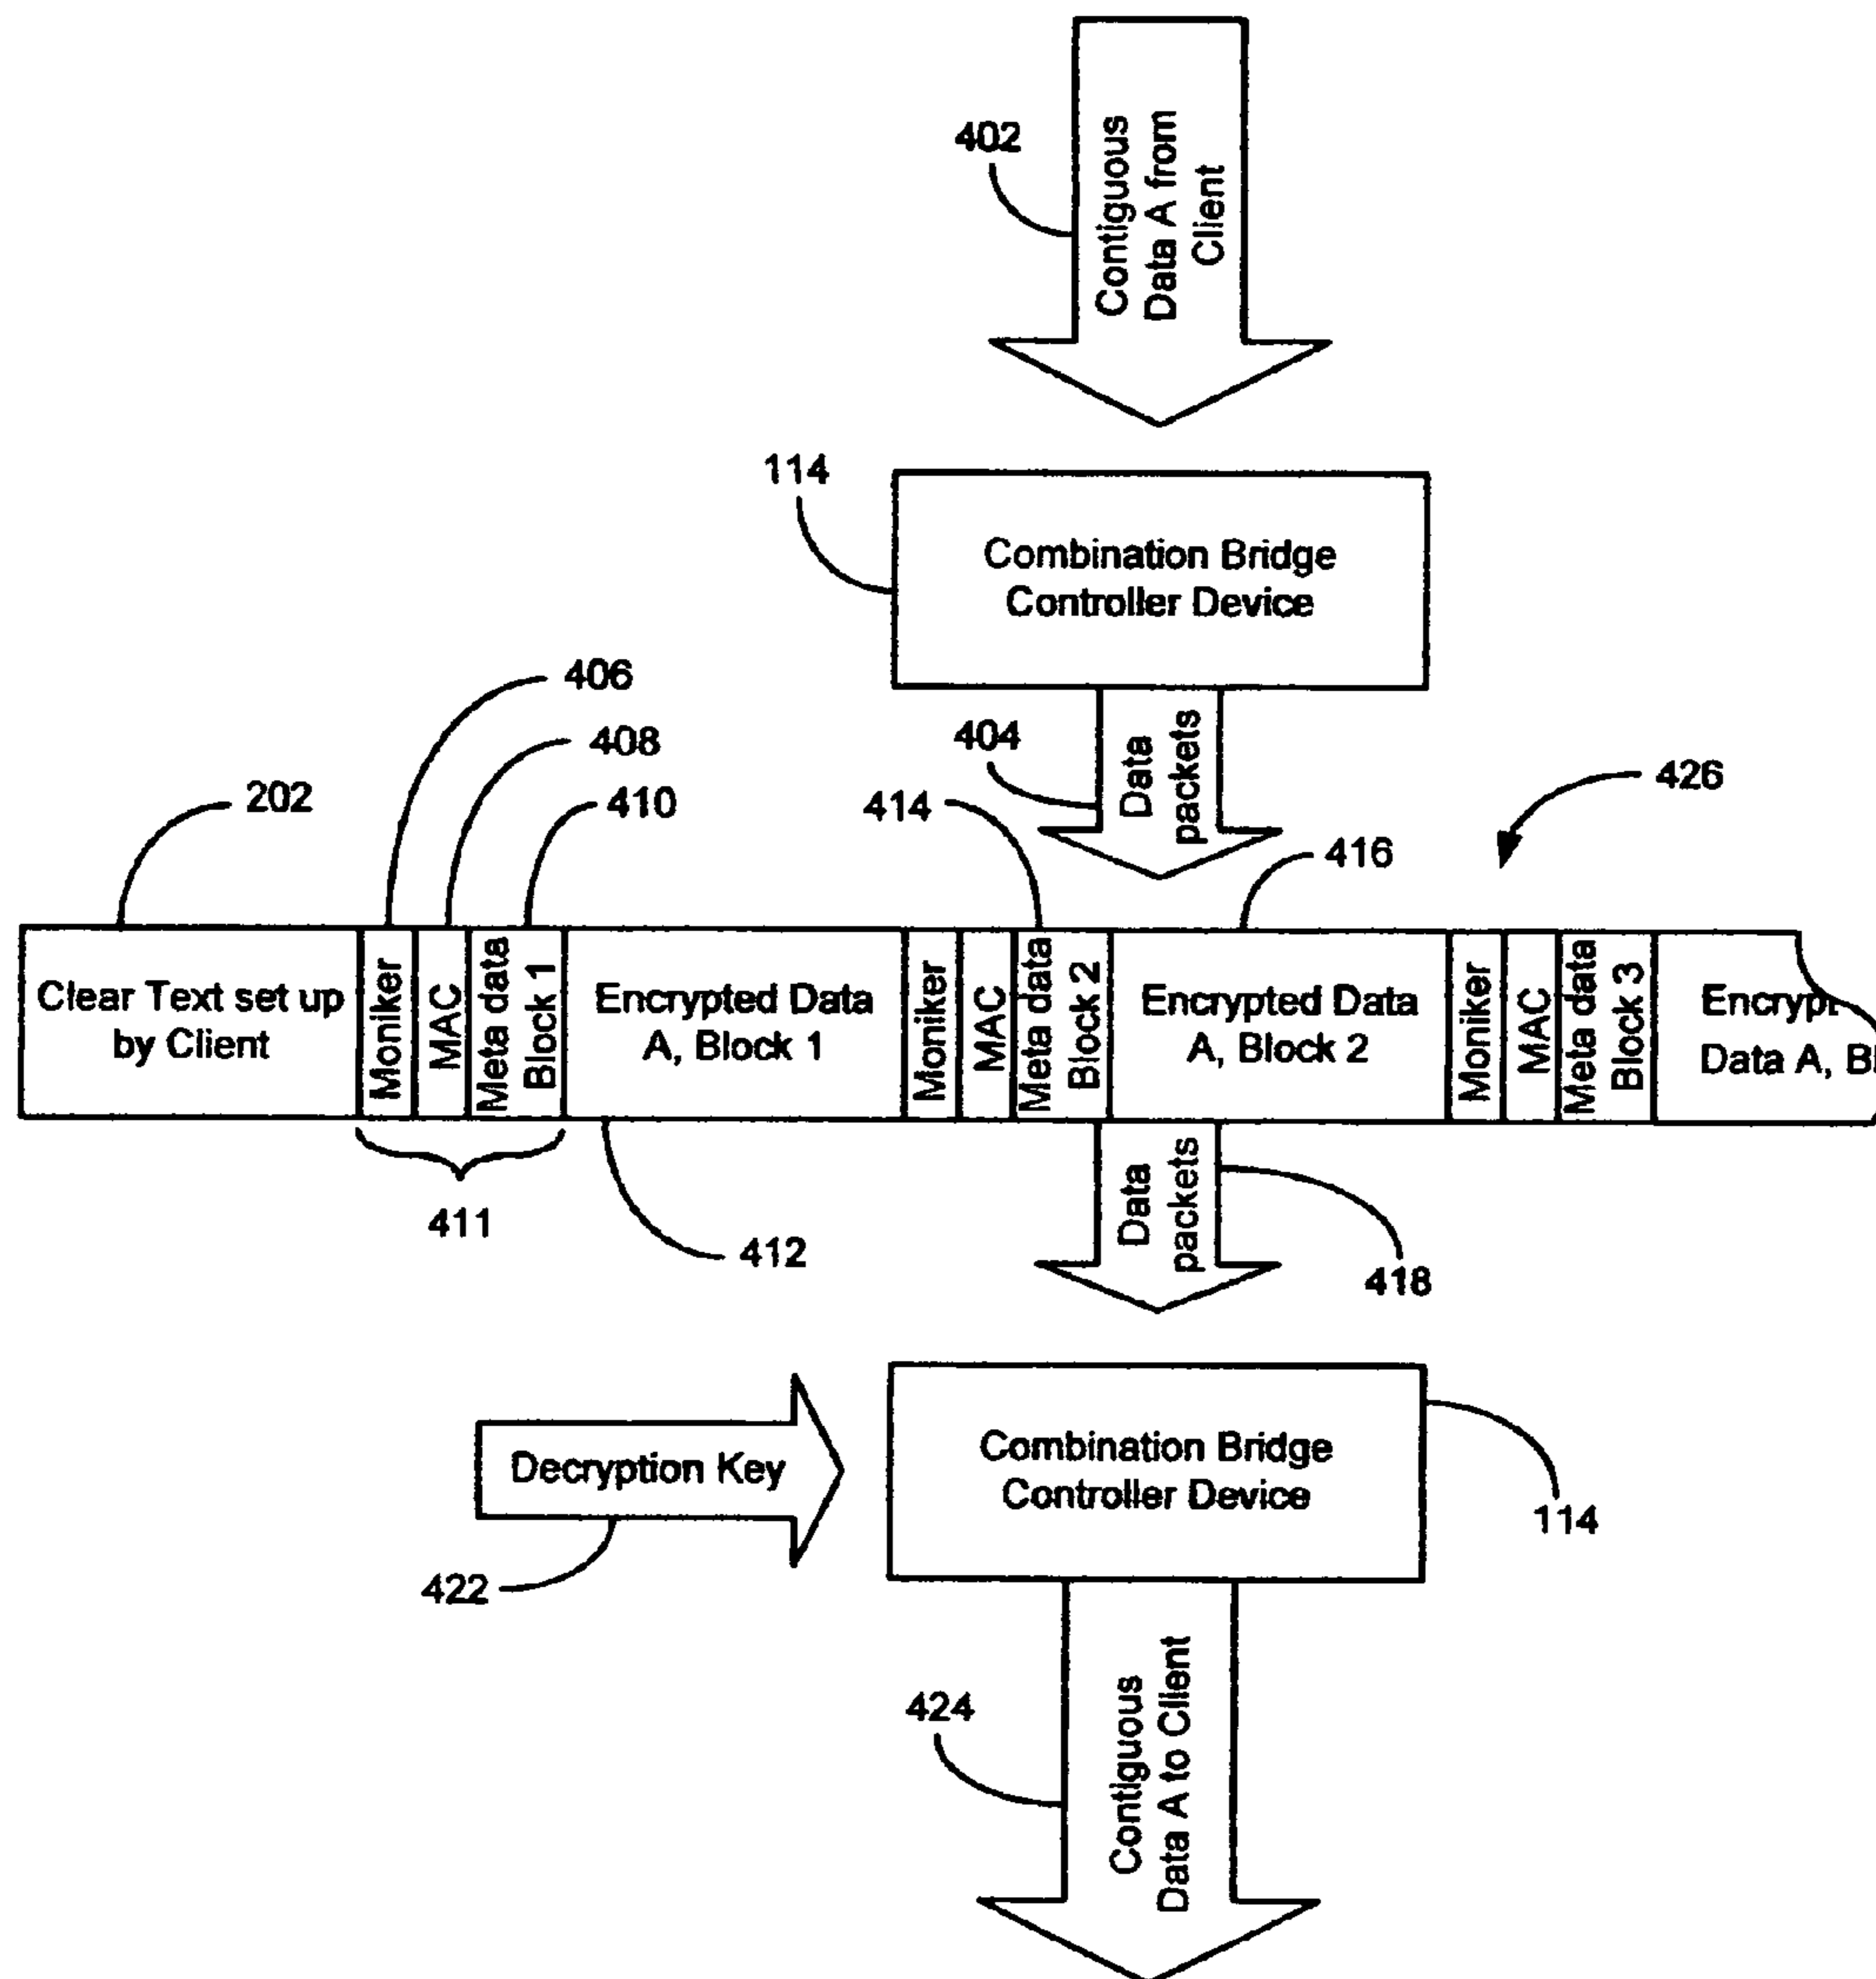 402
Contiguous
Data A from
Client
114
Combination Bridge
Controller Device
406
404
Data
packets
408
202
410
414
426
416
Clear Text set up
by Client
Moniker
MAC
Meta data
Block 1
Encrypted Data
A, Block 1
Moniker
MAC
Meta data
Block 2
Encrypted Data
A, Block 2
Moniker
MAC
Meta data
Block 3
Data A,
411
412
Data
packets
418
Decryption Key
422
Combination Bridge
Controller Device
114
424
Contiguous
Data A to Client